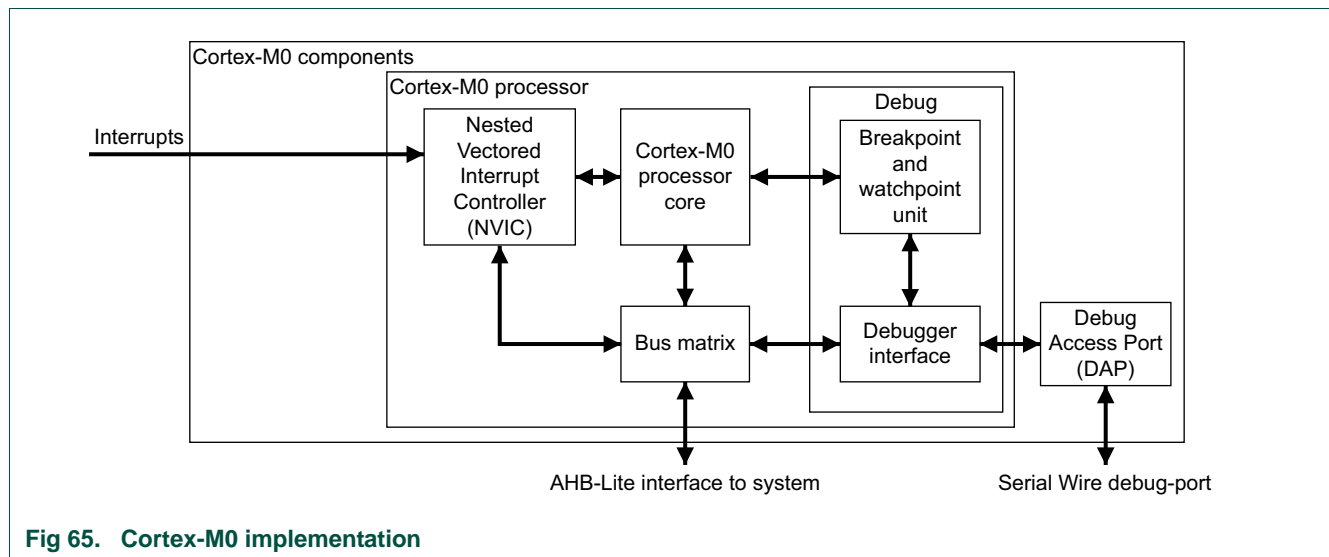 Cortex-M0 components
Cortex-M0 processor
Debug
Interrupts
Nested
Vectored
Interrupt
Controller
(NVIC)
Cortex-M0
processor
core
Breakpoint
and
watchpoint
unit
Bus matrix
Debugger
interface
Debug
Access Port
(DAP)
AHB-Lite interface to system
Serial Wire debug-port
Fig 65. Cortex-M0 implementation